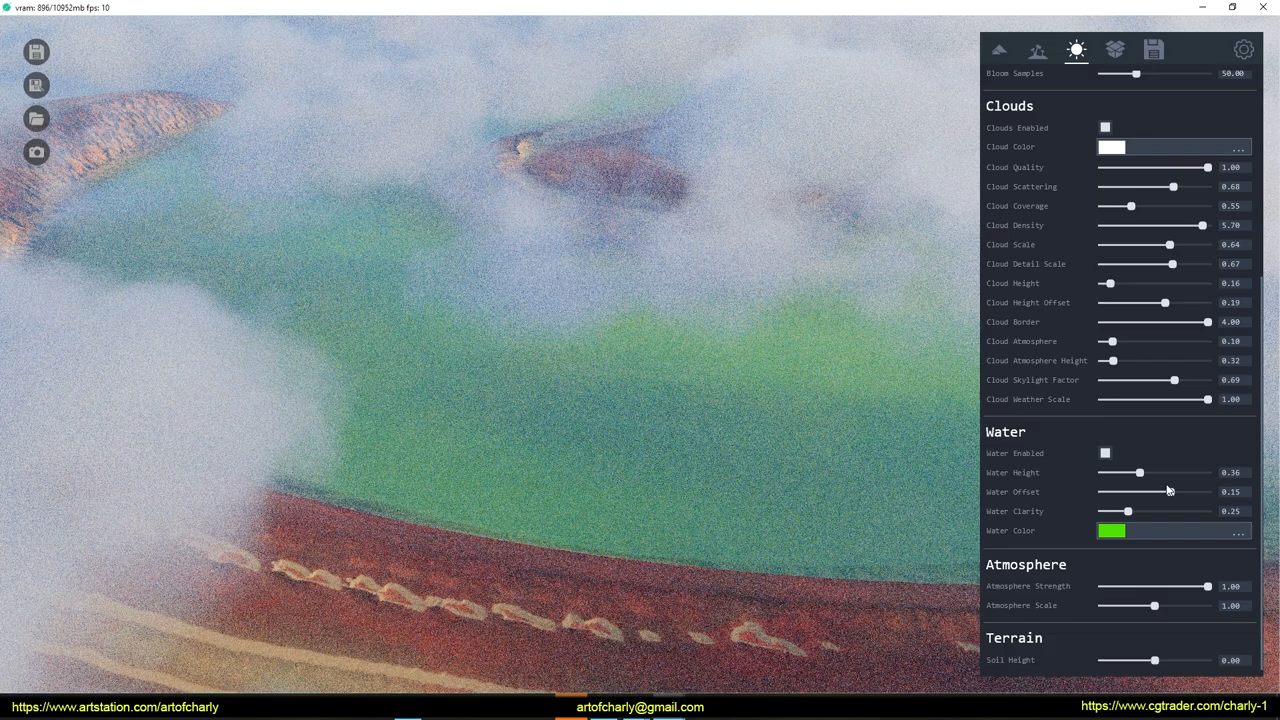 vram: 896/10952mb fps: 10
Bloom Samples 50.00
Clouds
Clouds Enabled
Cloud Color ...
Cloud Quality 1.00
Cloud Scattering 0.68
Cloud Coverage 0.55
Cloud Density 5.70
Cloud Scale 0.64
Cloud Detail Scale 0.67
Cloud Height 0.16
Cloud Height Offset 0.19
Cloud Border 4.00
Cloud Atmosphere 0.10
Cloud Atmosphere Height 0.32
Cloud Skylight Factor 0.69
Cloud Weather Scale 1.00
Water
Water Enabled
Water Height 0.36
Water Offset 0.15
Water Clarity 0.25
Water Color ...
Atmosphere
Atmosphere Strength 1.00
Atmosphere Scale 1.00
Terrain
Soil Height 0.00
https://www.artstation.com/artofcharly artofcharly@gmail.com https://www.cgtrader.com/charly-1